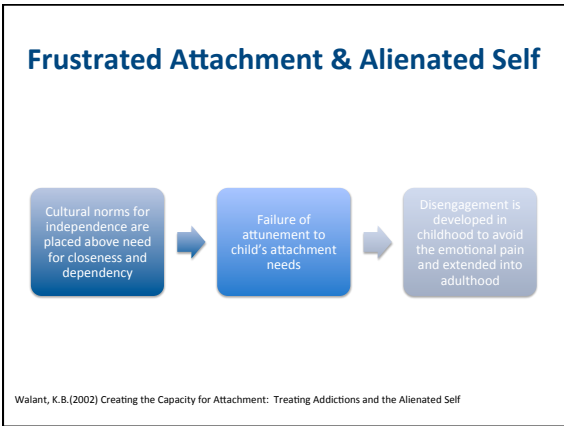 Frustrated Attachment & Alienated Self
Cultural norms for
independence are
placed above need
for closeness and
dependency
Failure of
attunement to
child's attachment
needs
Disengagement is
developed in
childhood to avoid
the emotional pain
and extended into
adulthood
Walant, K.B.(2002) Creating the Capacity for Attachment: Treating Addictions and the Alienated Self